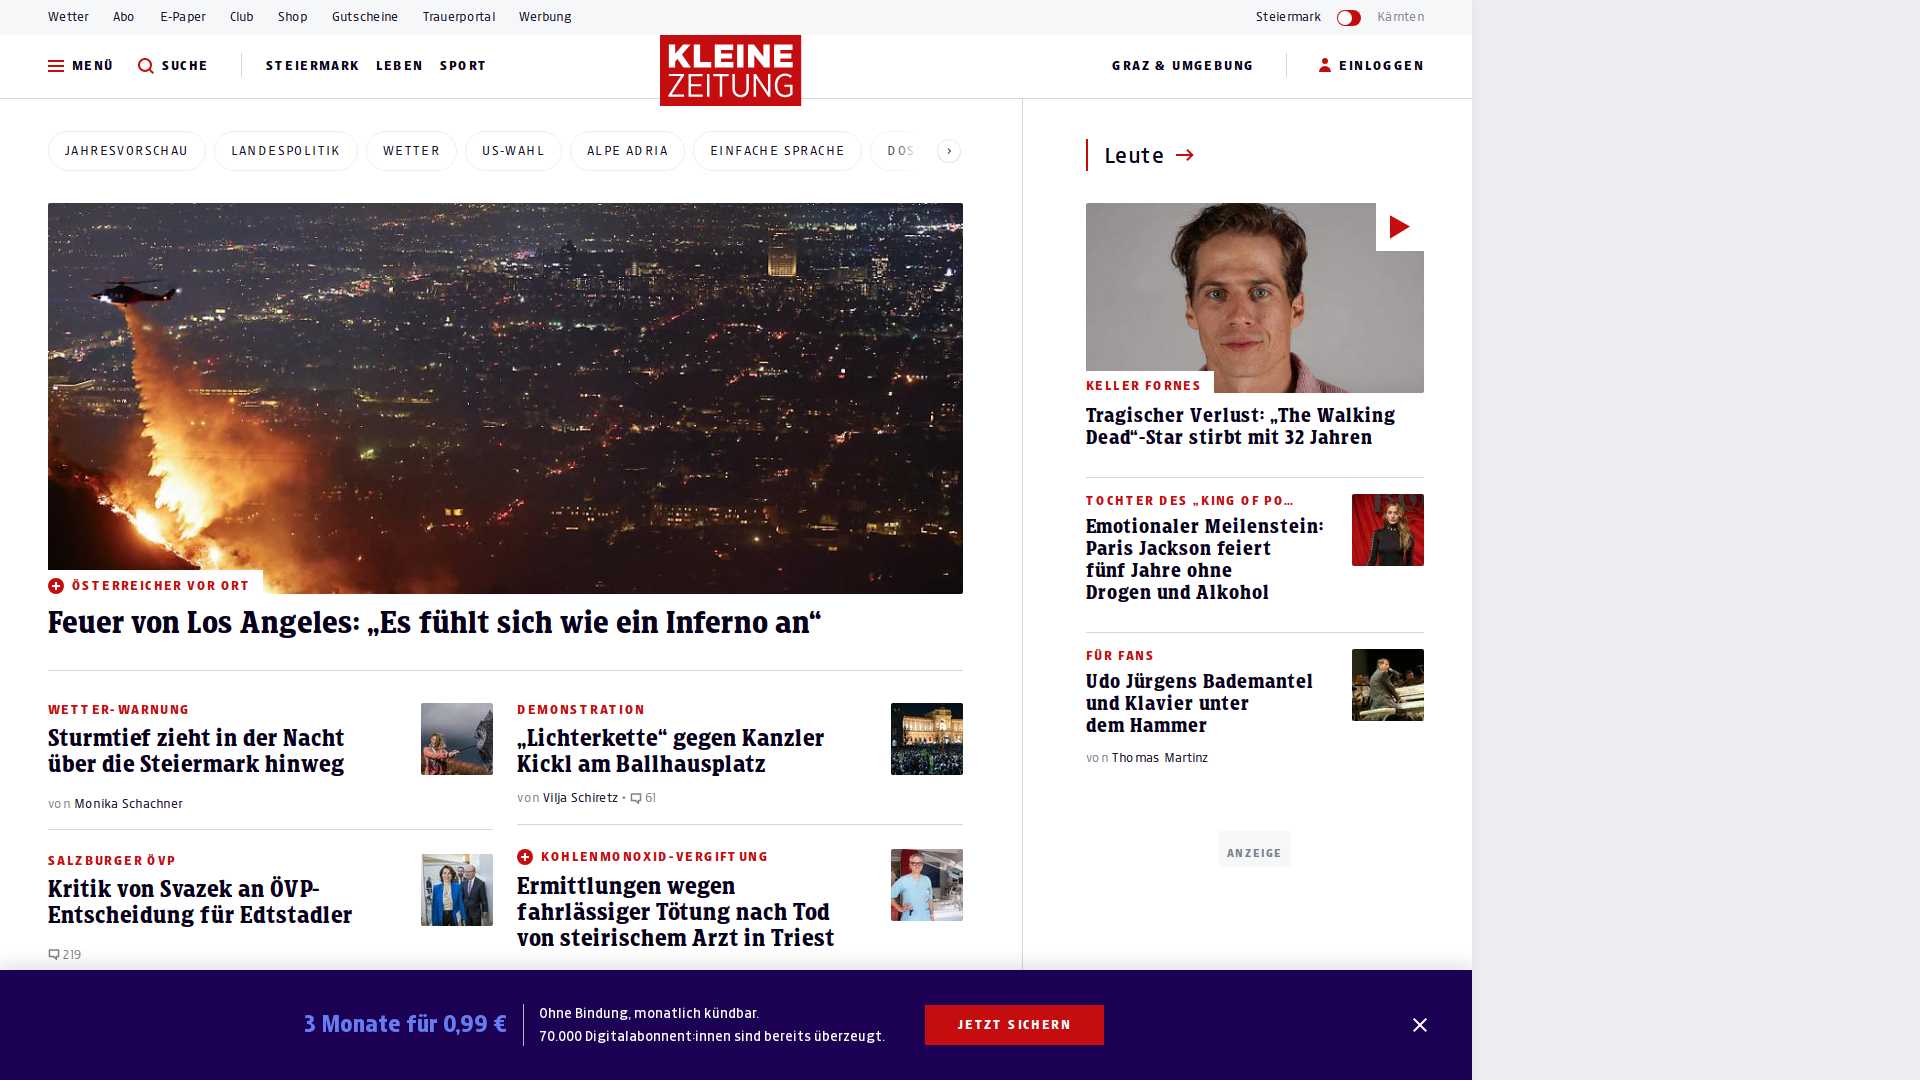 Wetter Abo E-Paper Club Shop Gutscheine Trauerportal Werbung Steiermark Kärnten
MENÜ SUCHE STEIERMARK LEBEN SPORT KLEINE ZEITUNG GRAZ & UMGEBUNG EINLOGGEN
JAHRESVORSCHAU LANDESPOLITIK WETTER US-WAHL ALPE ADRIA EINFACHE SPRACHE DOS
ÖSTERREICHER VOR ORT
Feuer von Los Angeles: „Es fühlt sich wie ein Inferno an“
WETTER-WARNUNG
Sturmtief zieht in der Nacht
über die Steiermark hinweg
von Monika Schachner
SALZBURGER ÖVP
Kritik von Svazek an ÖVP-
Entscheidung für Edtstadler
219
DEMONSTRATION
„Lichterkette“ gegen Kanzler
Kickl am Ballhausplatz
von Vilja Schiretz • 61
KOHLENMONOXID-VERGIFTUNG
Ermittlungen wegen
fahrlässiger Tötung nach Tod
von steirischem Arzt in Triest
Leute
KELLER FORNES
Tragischer Verlust: „The Walking
Dead“-Star stirbt mit 32 Jahren
TOCHTER DES „KING OF PO...
Emotionaler Meilenstein:
Paris Jackson feiert
fünf Jahre ohne
Drogen und Alkohol
FÜR FANS
Udo Jürgens Bademantel
und Klavier unter
dem Hammer
von Thomas Martinz
ANZEIGE
3 Monate für 0,99 €
Ohne Bindung, monatlich kündbar.
70.000 Digitalabonnent:innen sind bereits überzeugt.
JETZT SICHERN